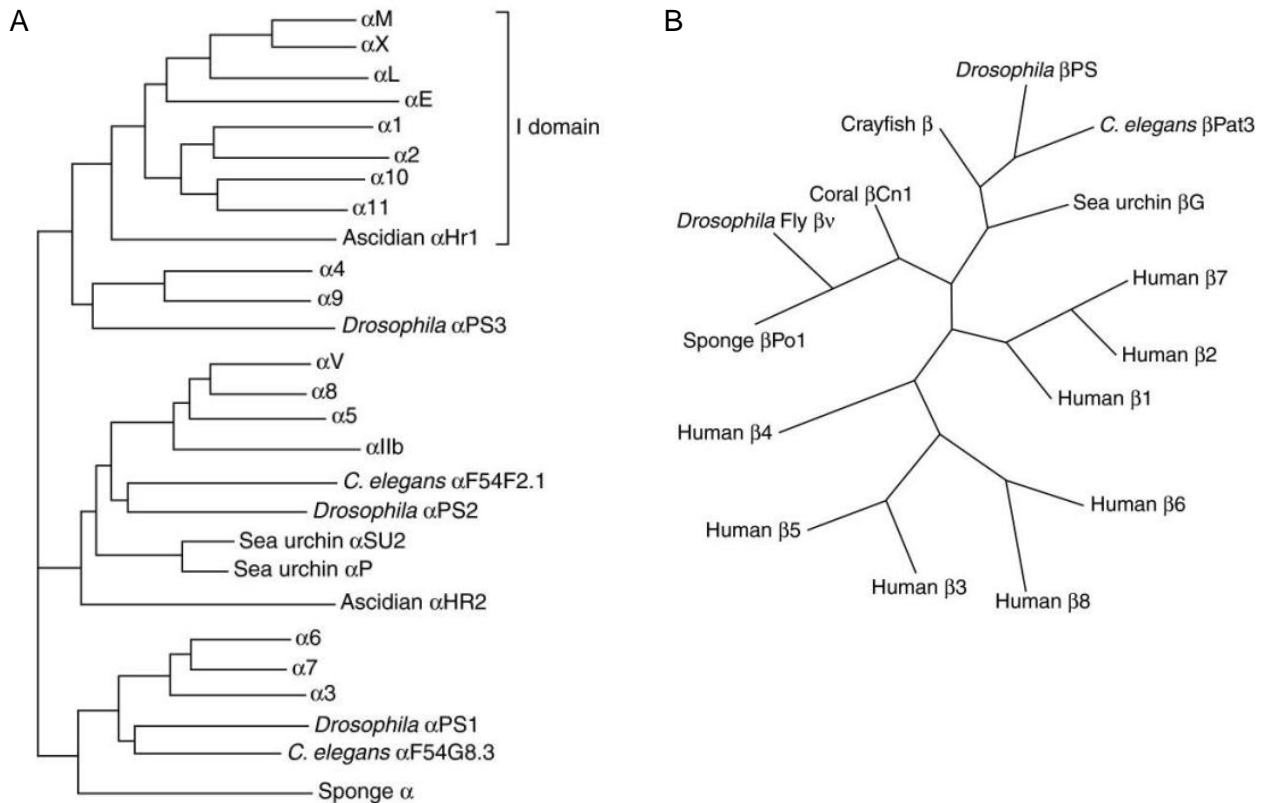 A
αM
αX
αL
αE
I domain
α1
α2
α10
α11
Ascidian αHr1
α4
α9
Drosophila αPS3
αV
α8
α5
αIIb
C. elegans αF54F2.1
Drosophila αPS2
Sea urchin αSU2
Sea urchin αP
Ascidian αHR2
α6
α7
α3
Drosophila αPS1
C. elegans αF54G8.3
Sponge α
B
Drosophila βPS
Crayfish β
C. elegans βPat3
Coral βCn1
Sea urchin βG
Drosophila Fly βν
Human β7
Sponge βPo1
Human β2
Human β1
Human β4
Human β6
Human β5
Human β3
Human β8